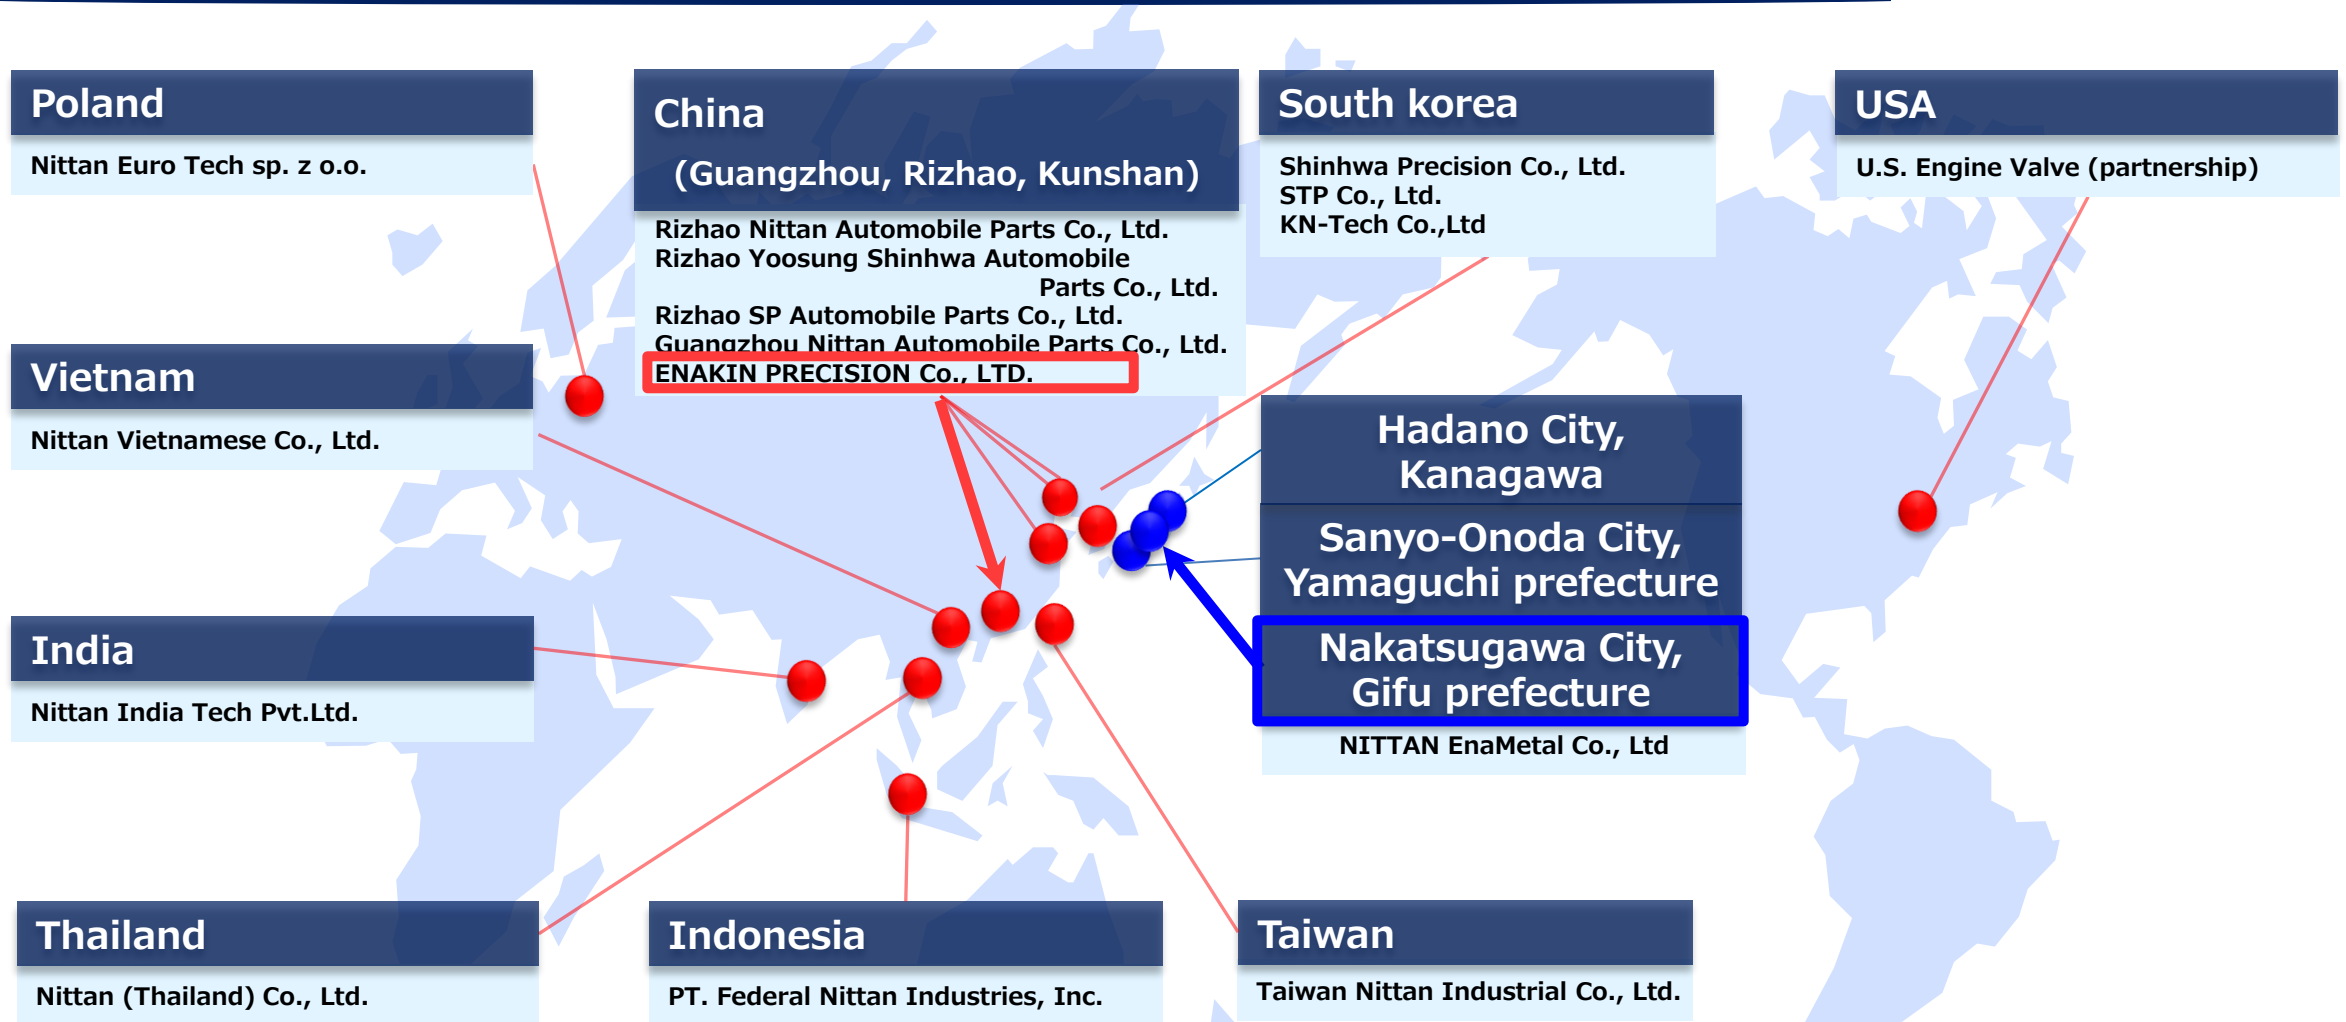 Poland
Nittan Euro Tech sp. z o.o.
China
(Guangzhou, Rizhao, Kunshan)
Rizhao Nittan Automobile Parts Co., Ltd.
Rizhao Yoosung Shinhwa Automobile
Parts Co., Ltd.
Rizhao SP Automobile Parts Co., Ltd.
Guangzhou Nittan Automobile Parts Co., Ltd.
ENAKIN PRECISION Co., LTD.
South korea
Shinhwa Precision Co., Ltd.
STP Co., Ltd.
KN-Tech Co.,Ltd
USA
U.S. Engine Valve (partnership)
Vietnam
Nittan Vietnamese Co., Ltd.
Hadano City,
Kanagawa
Sanyo-Onoda City,
Yamaguchi prefecture
Nakatsugawa City,
Gifu prefecture
NITTAN EnaMetal Co., Ltd
India
Nittan India Tech Pvt.Ltd.
Thailand
Nittan (Thailand) Co., Ltd.
Indonesia
PT. Federal Nittan Industries, Inc.
Taiwan
Taiwan Nittan Industrial Co., Ltd.